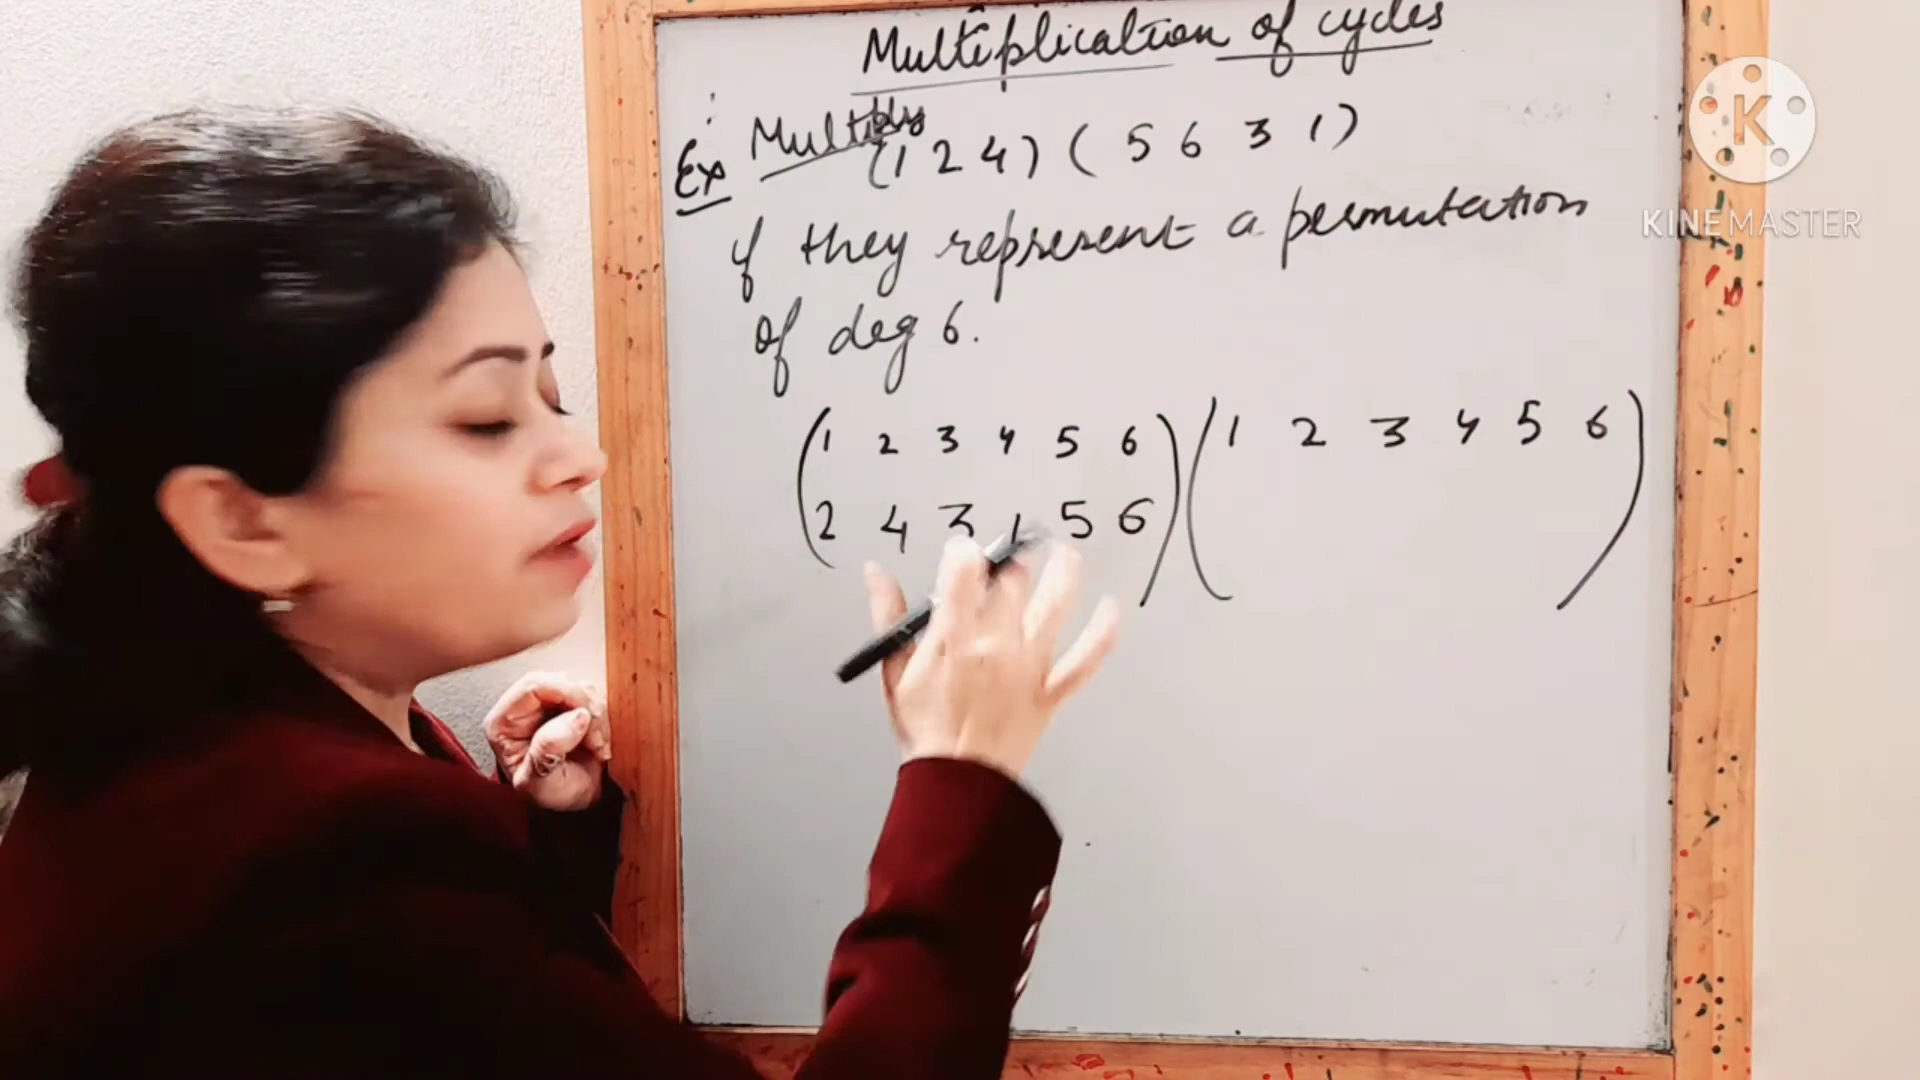 Multiplication of cycles
Ex: Multiply
(1 2 4) ( 5 6 3 1)
if they represent a permutation
of deg 6.
(1 2 3 4 5 6) (1 2 3 4 5 6)
2 4 3 1 5 6
K
KINEMASTER